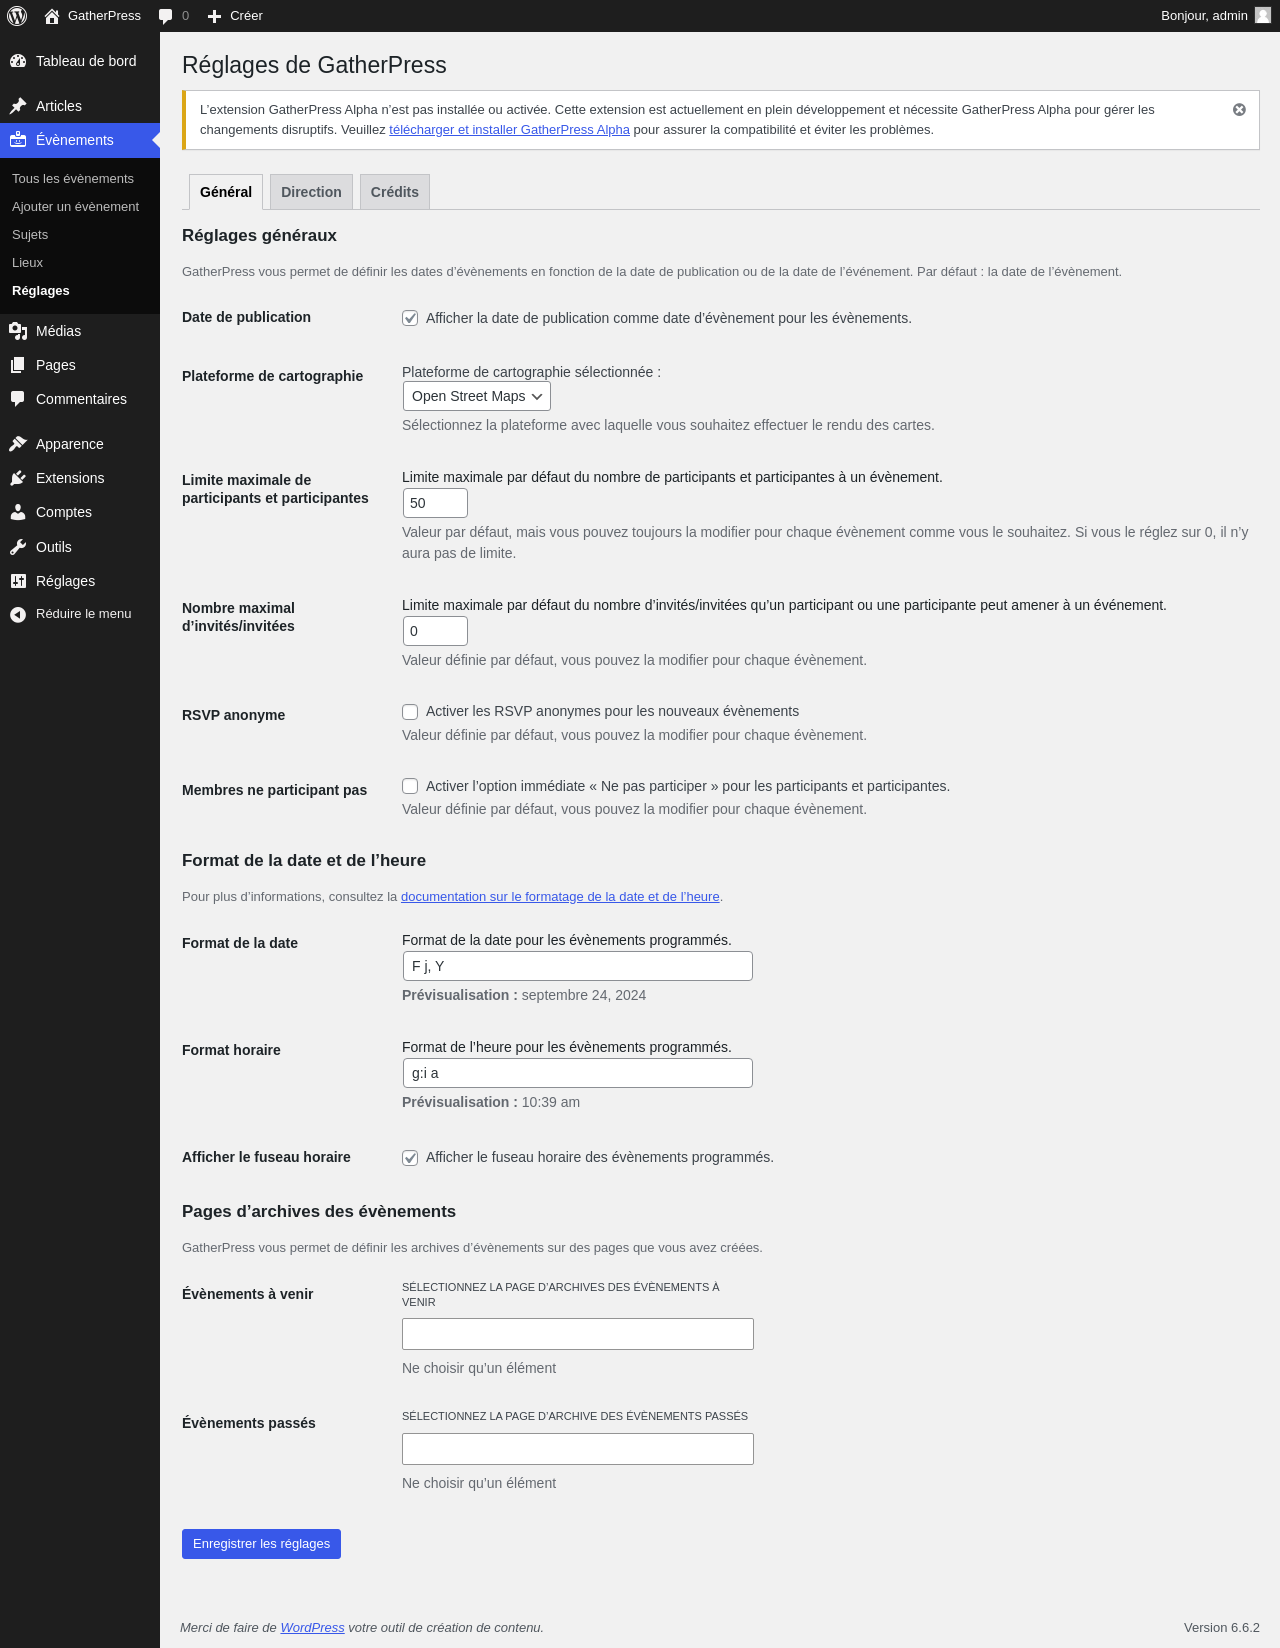 GatherPress
0
Créer
Bonjour, admin
Tableau de bord
Articles
Évènements
Tous les évènements
Ajouter un évènement
Sujets
Lieux
Réglages
Médias
Pages
Commentaires
Apparence
Extensions
Comptes
Outils
Réglages
Réduire le menu
Réglages de GatherPress
L’extension GatherPress Alpha n’est pas installée ou activée. Cette extension est actuellement en plein développement et nécessite GatherPress Alpha pour gérer les
changements disruptifs. Veuillez télécharger et installer GatherPress Alpha pour assurer la compatibilité et éviter les problèmes.
Général
Direction
Crédits
Réglages généraux
GatherPress vous permet de définir les dates d’évènements en fonction de la date de publication ou de la date de l’événement. Par défaut : la date de l’évènement.
Date de publication
Afficher la date de publication comme date d’évènement pour les évènements.
Plateforme de cartographie
Plateforme de cartographie sélectionnée :
Open Street Maps
Sélectionnez la plateforme avec laquelle vous souhaitez effectuer le rendu des cartes.
Limite maximale de
participants et participantes
Limite maximale par défaut du nombre de participants et participantes à un évènement.
50
Valeur par défaut, mais vous pouvez toujours la modifier pour chaque évènement comme vous le souhaitez. Si vous le réglez sur 0, il n’y
aura pas de limite.
Nombre maximal
d’invités/invitées
Limite maximale par défaut du nombre d’invités/invitées qu’un participant ou une participante peut amener à un événement.
0
Valeur définie par défaut, vous pouvez la modifier pour chaque évènement.
RSVP anonyme
Activer les RSVP anonymes pour les nouveaux évènements
Valeur définie par défaut, vous pouvez la modifier pour chaque évènement.
Membres ne participant pas
Activer l’option immédiate « Ne pas participer » pour les participants et participantes.
Valeur définie par défaut, vous pouvez la modifier pour chaque évènement.
Format de la date et de l’heure
Pour plus d’informations, consultez la documentation sur le formatage de la date et de l’heure.
Format de la date
Format de la date pour les évènements programmés.
F j, Y
Prévisualisation : septembre 24, 2024
Format horaire
Format de l’heure pour les évènements programmés.
g:i a
Prévisualisation : 10:39 am
Afficher le fuseau horaire
Afficher le fuseau horaire des évènements programmés.
Pages d’archives des évènements
GatherPress vous permet de définir les archives d’évènements sur des pages que vous avez créées.
Évènements à venir
SÉLECTIONNEZ LA PAGE D’ARCHIVES DES ÉVÈNEMENTS À
VENIR
Ne choisir qu’un élément
Évènements passés
SÉLECTIONNEZ LA PAGE D’ARCHIVE DES ÉVÈNEMENTS PASSÉS
Ne choisir qu’un élément
Enregistrer les réglages
Merci de faire de WordPress votre outil de création de contenu.
Version 6.6.2